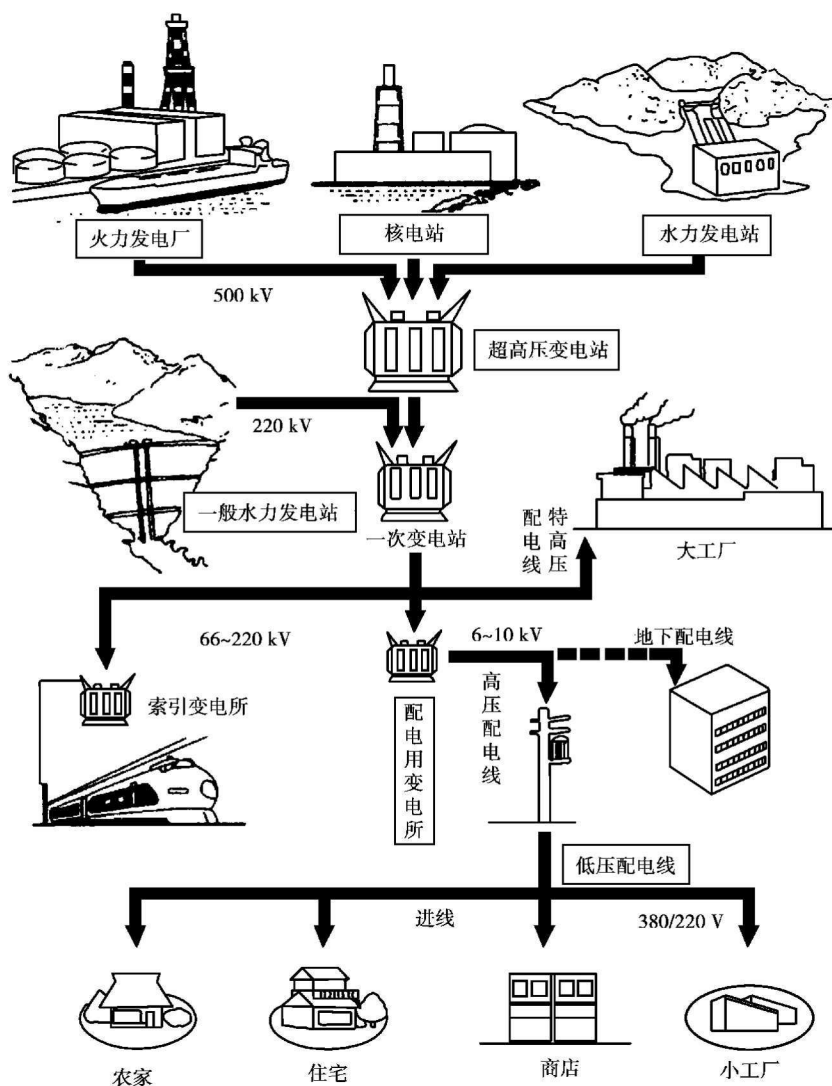 火力发电厂
核电站
水力发电站
500 kV
超高压变电站
220 kV
一般水力发电站
一次变电站
特高压
配电线
大工厂
66~220 kV
6~10 kV
地下配电线
索引变电所
配电用变电所
高压配电线
低压配电线
进线
380/220 V
农家
住宅
商店
小工厂